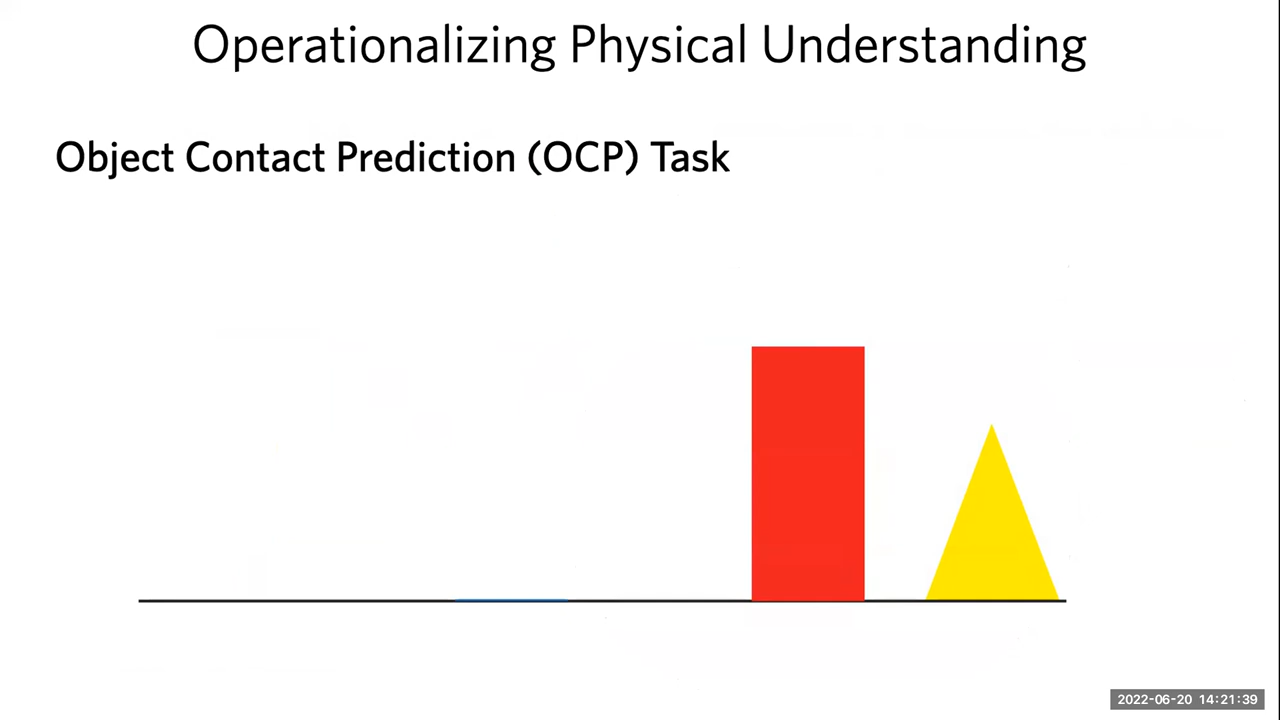 Operationalizing Physical Understanding
Object Contact Prediction (OCP) Task
2022-06-20 14:21:39